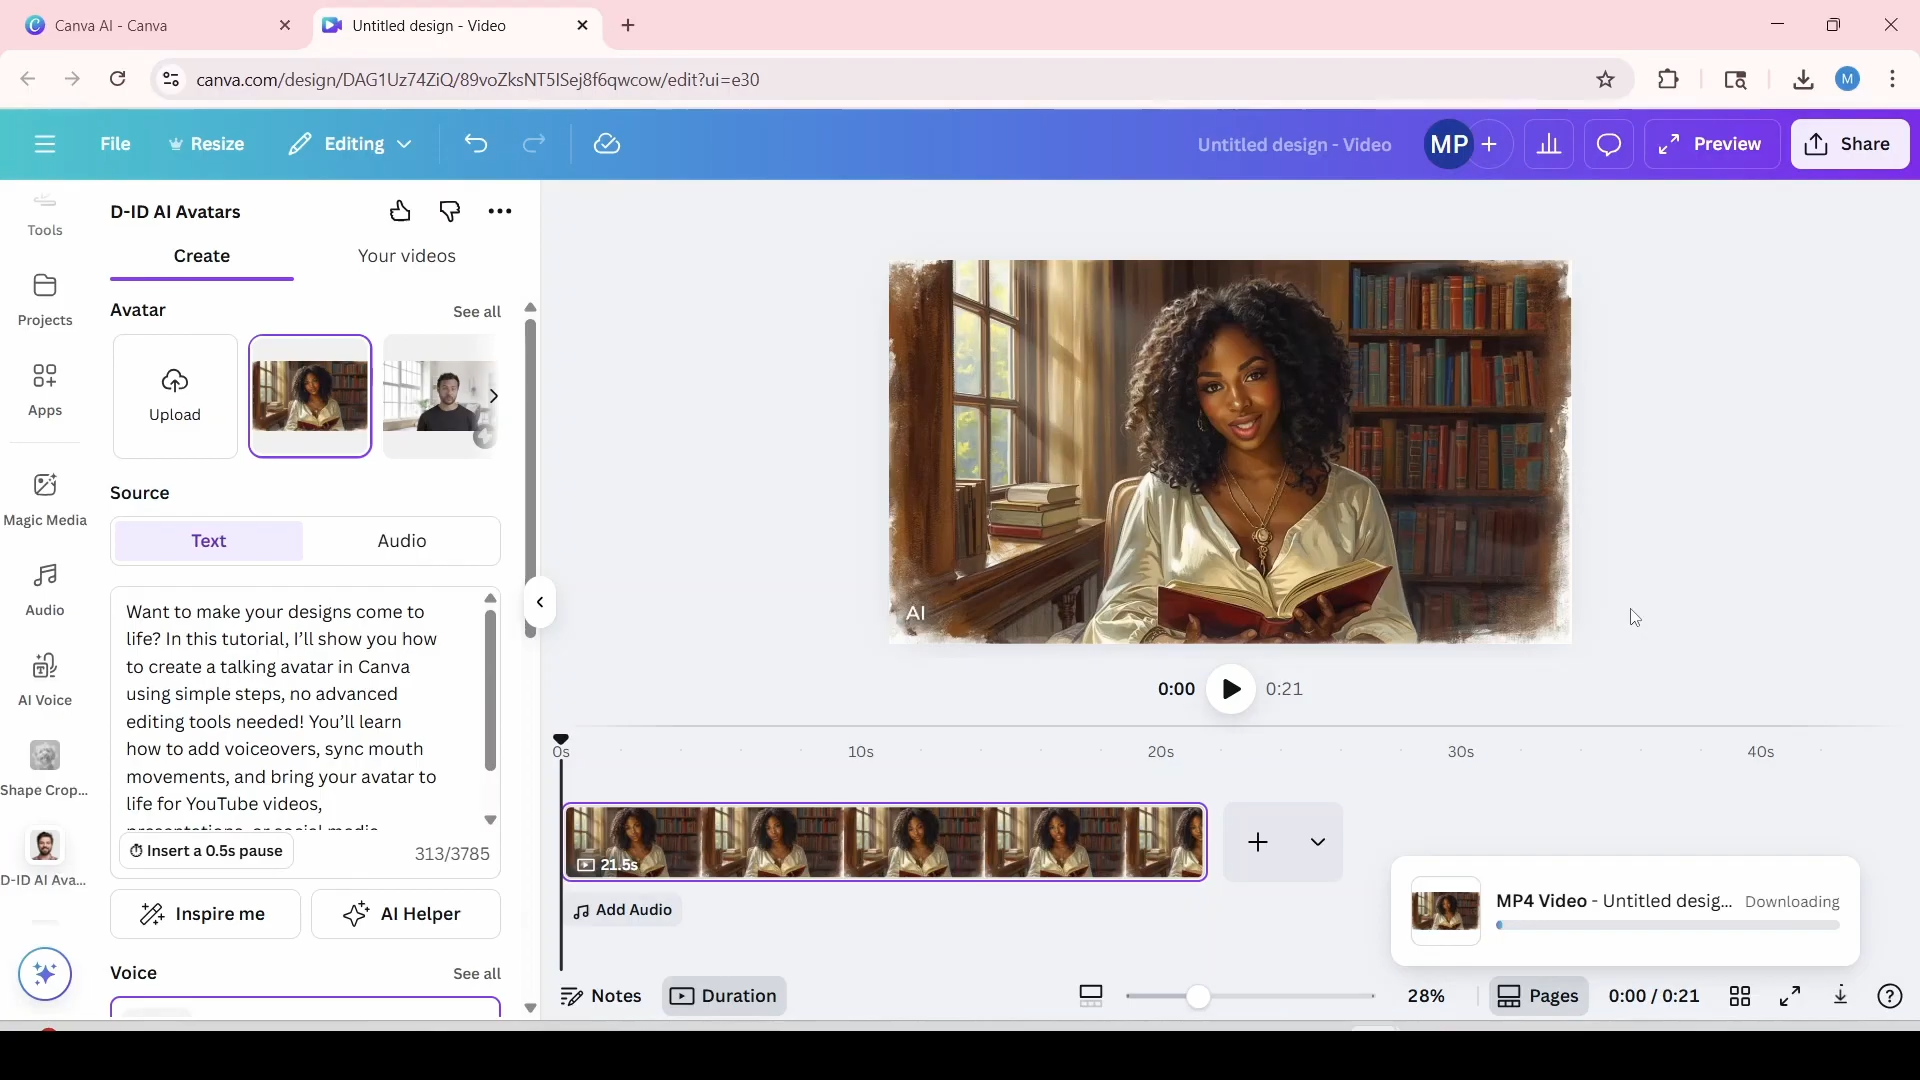 Canva AI - Canva
Untitled design - Video
canva.com/design/DAG1Uz74ZiQ/89voZksNT5ISej8f6qwcow/edit?ui=e30
M
File
Resize
Editing
Untitled design - Video
MP
Preview
Share
Tools
Projects
Apps
Magic Media
Audio
AI Voice
Shape Crop...
D-ID AI Ava...
D-ID AI Avatars
Create
Your videos
Avatar
See all
Upload
Source
Text
Audio
Want to make your designs come to
life? In this tutorial, I’ll show you how
to create a talking avatar in Canva
using simple steps, no advanced
editing tools needed! You’ll learn
how to add voiceovers, sync mouth
movements, and bring your avatar to
life for YouTube videos,
presentations, or social media
Insert a 0.5s pause
313/3785
Inspire me
AI Helper
Voice
See all
AI
0:00
0:21
0s
10s
20s
30s
40s
21.5s
Add Audio
MP4 Video - Untitled desig...
Downloading
Notes
Duration
28%
Pages
0:00 / 0:21